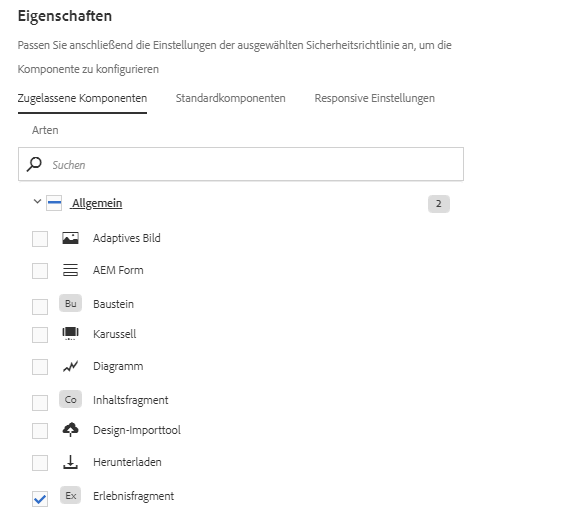 Eigenschaften
Passen Sie anschließend die Einstellungen der ausgewählten Sicherheitsrichtlinie an, um die
Komponente zu konfigurieren
Zugelassene Komponenten Standardkomponenten Responsive Einstellungen
Arten
Suchen
Allgemein 2
Adaptives Bild
AEM Form
Bu Baustein
Karussell
Diagramm
Co Inhaltsfragment
Design-Importtool
Herunterladen
Ex Erlebnisfragment